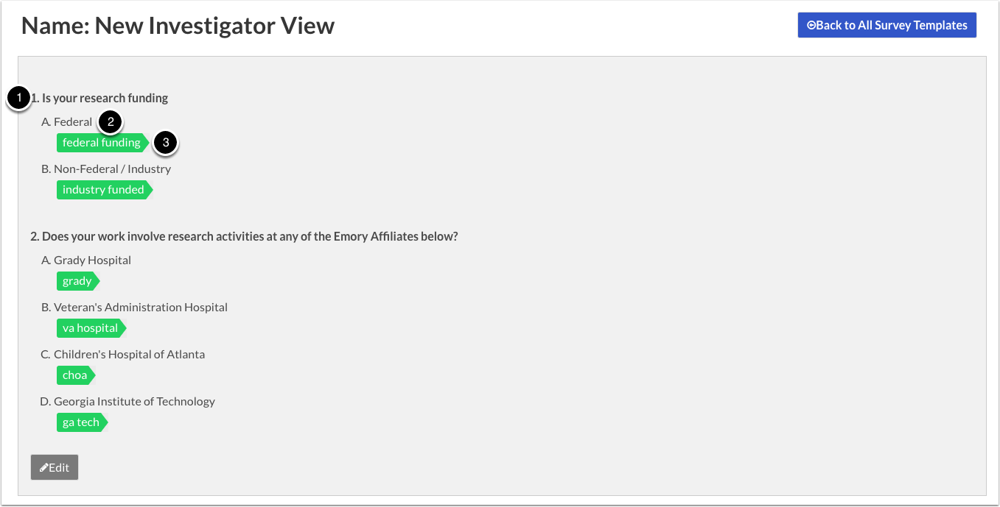 Name: New Investigator View
Back to All Survey Templates
1 1. Is your research funding
A. Federal 2
federal funding 3
B. Non-Federal / Industry
industry funded
2. Does your work involve research activities at any of the Emory Affiliates below?
A. Grady Hospital
grady
B. Veteran's Administration Hospital
va hospital
C. Children's Hospital of Atlanta
choa
D. Georgia Institute of Technology
ga tech
Edit